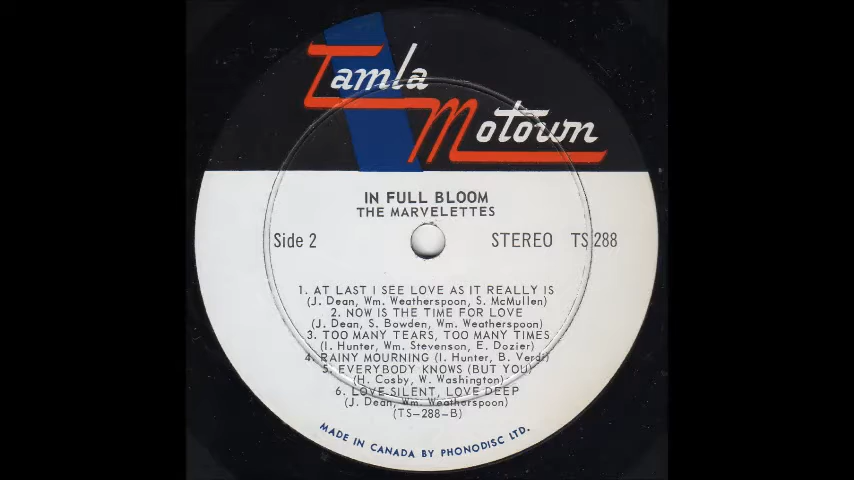 Tamla
Motown
IN FULL BLOOM
THE MARVELETTES
Side 2
STEREO TS 288
1. AT LAST I SEE LOVE AS IT REALLY IS
(J. Dean, Wm. Weatherspoon, S. McMullen)
2. NOW IS THE TIME FOR LOVE
(J. Dean, S. Bowden, Wm. Weatherspoon)
3. TOO MANY TEARS, TOO MANY TIMES
(I. Hunter, Wm. Stevenson, E. Dozier)
4. RAINY MOURNING (I. Hunter, B. Verdi)
5. EVERYBODY KNOWS (BUT YOU)
(H. Cosby, W. Washington)
6. LOVE SILENT, LOVE DEEP
(J. Dean, Wm. Weatherspoon)
(TS-288-B)
MADE IN CANADA BY PHONODISC LTD.